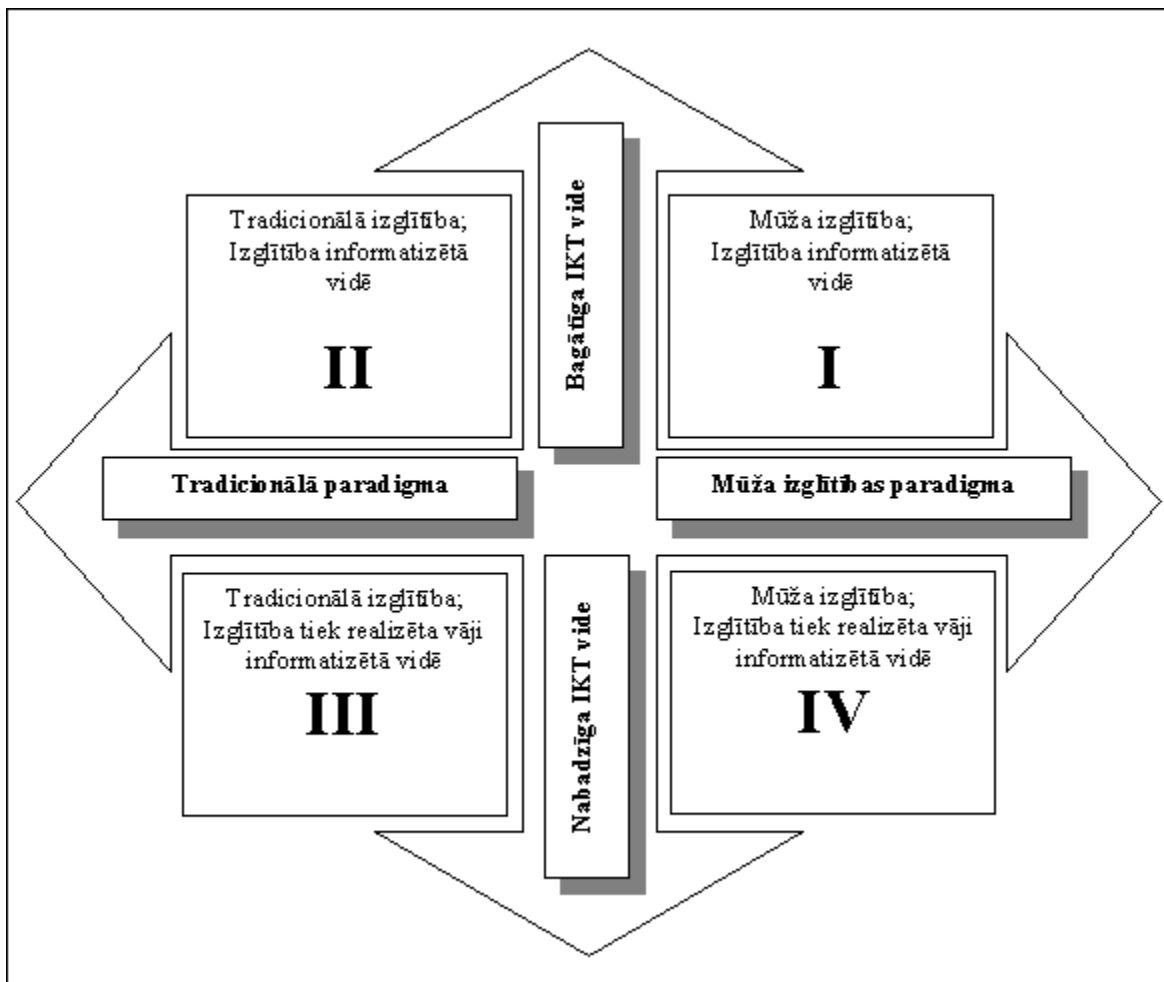 Bagātīga IKT vide
Tradicionālā izglītība;
Izglītība informatizētā
vidē
II
Mūža izglītība;
Izglītība informatizētā
vidē
I
Tradicionālā paradigma
Mūža izglītības paradigma
Tradicionālā izglītība;
Izglītība tiek realizēta vāji
informatizētā vidē
III
Nabadzīga IKT vide
Mūža izglītība;
Izglītība tiek realizēta vāji
informatizētā vidē
IV